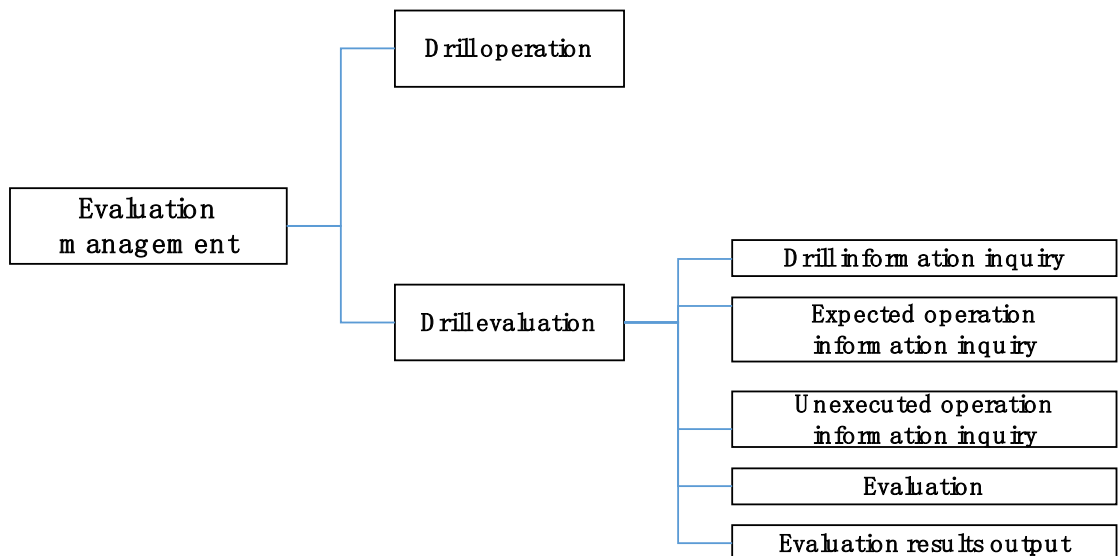 Drill operation
Evaluation
management
Drill evaluation
Drill information inquiry
Expected operation
information inquiry
Unexecuted operation
information inquiry
Evaluation
Evaluation results output